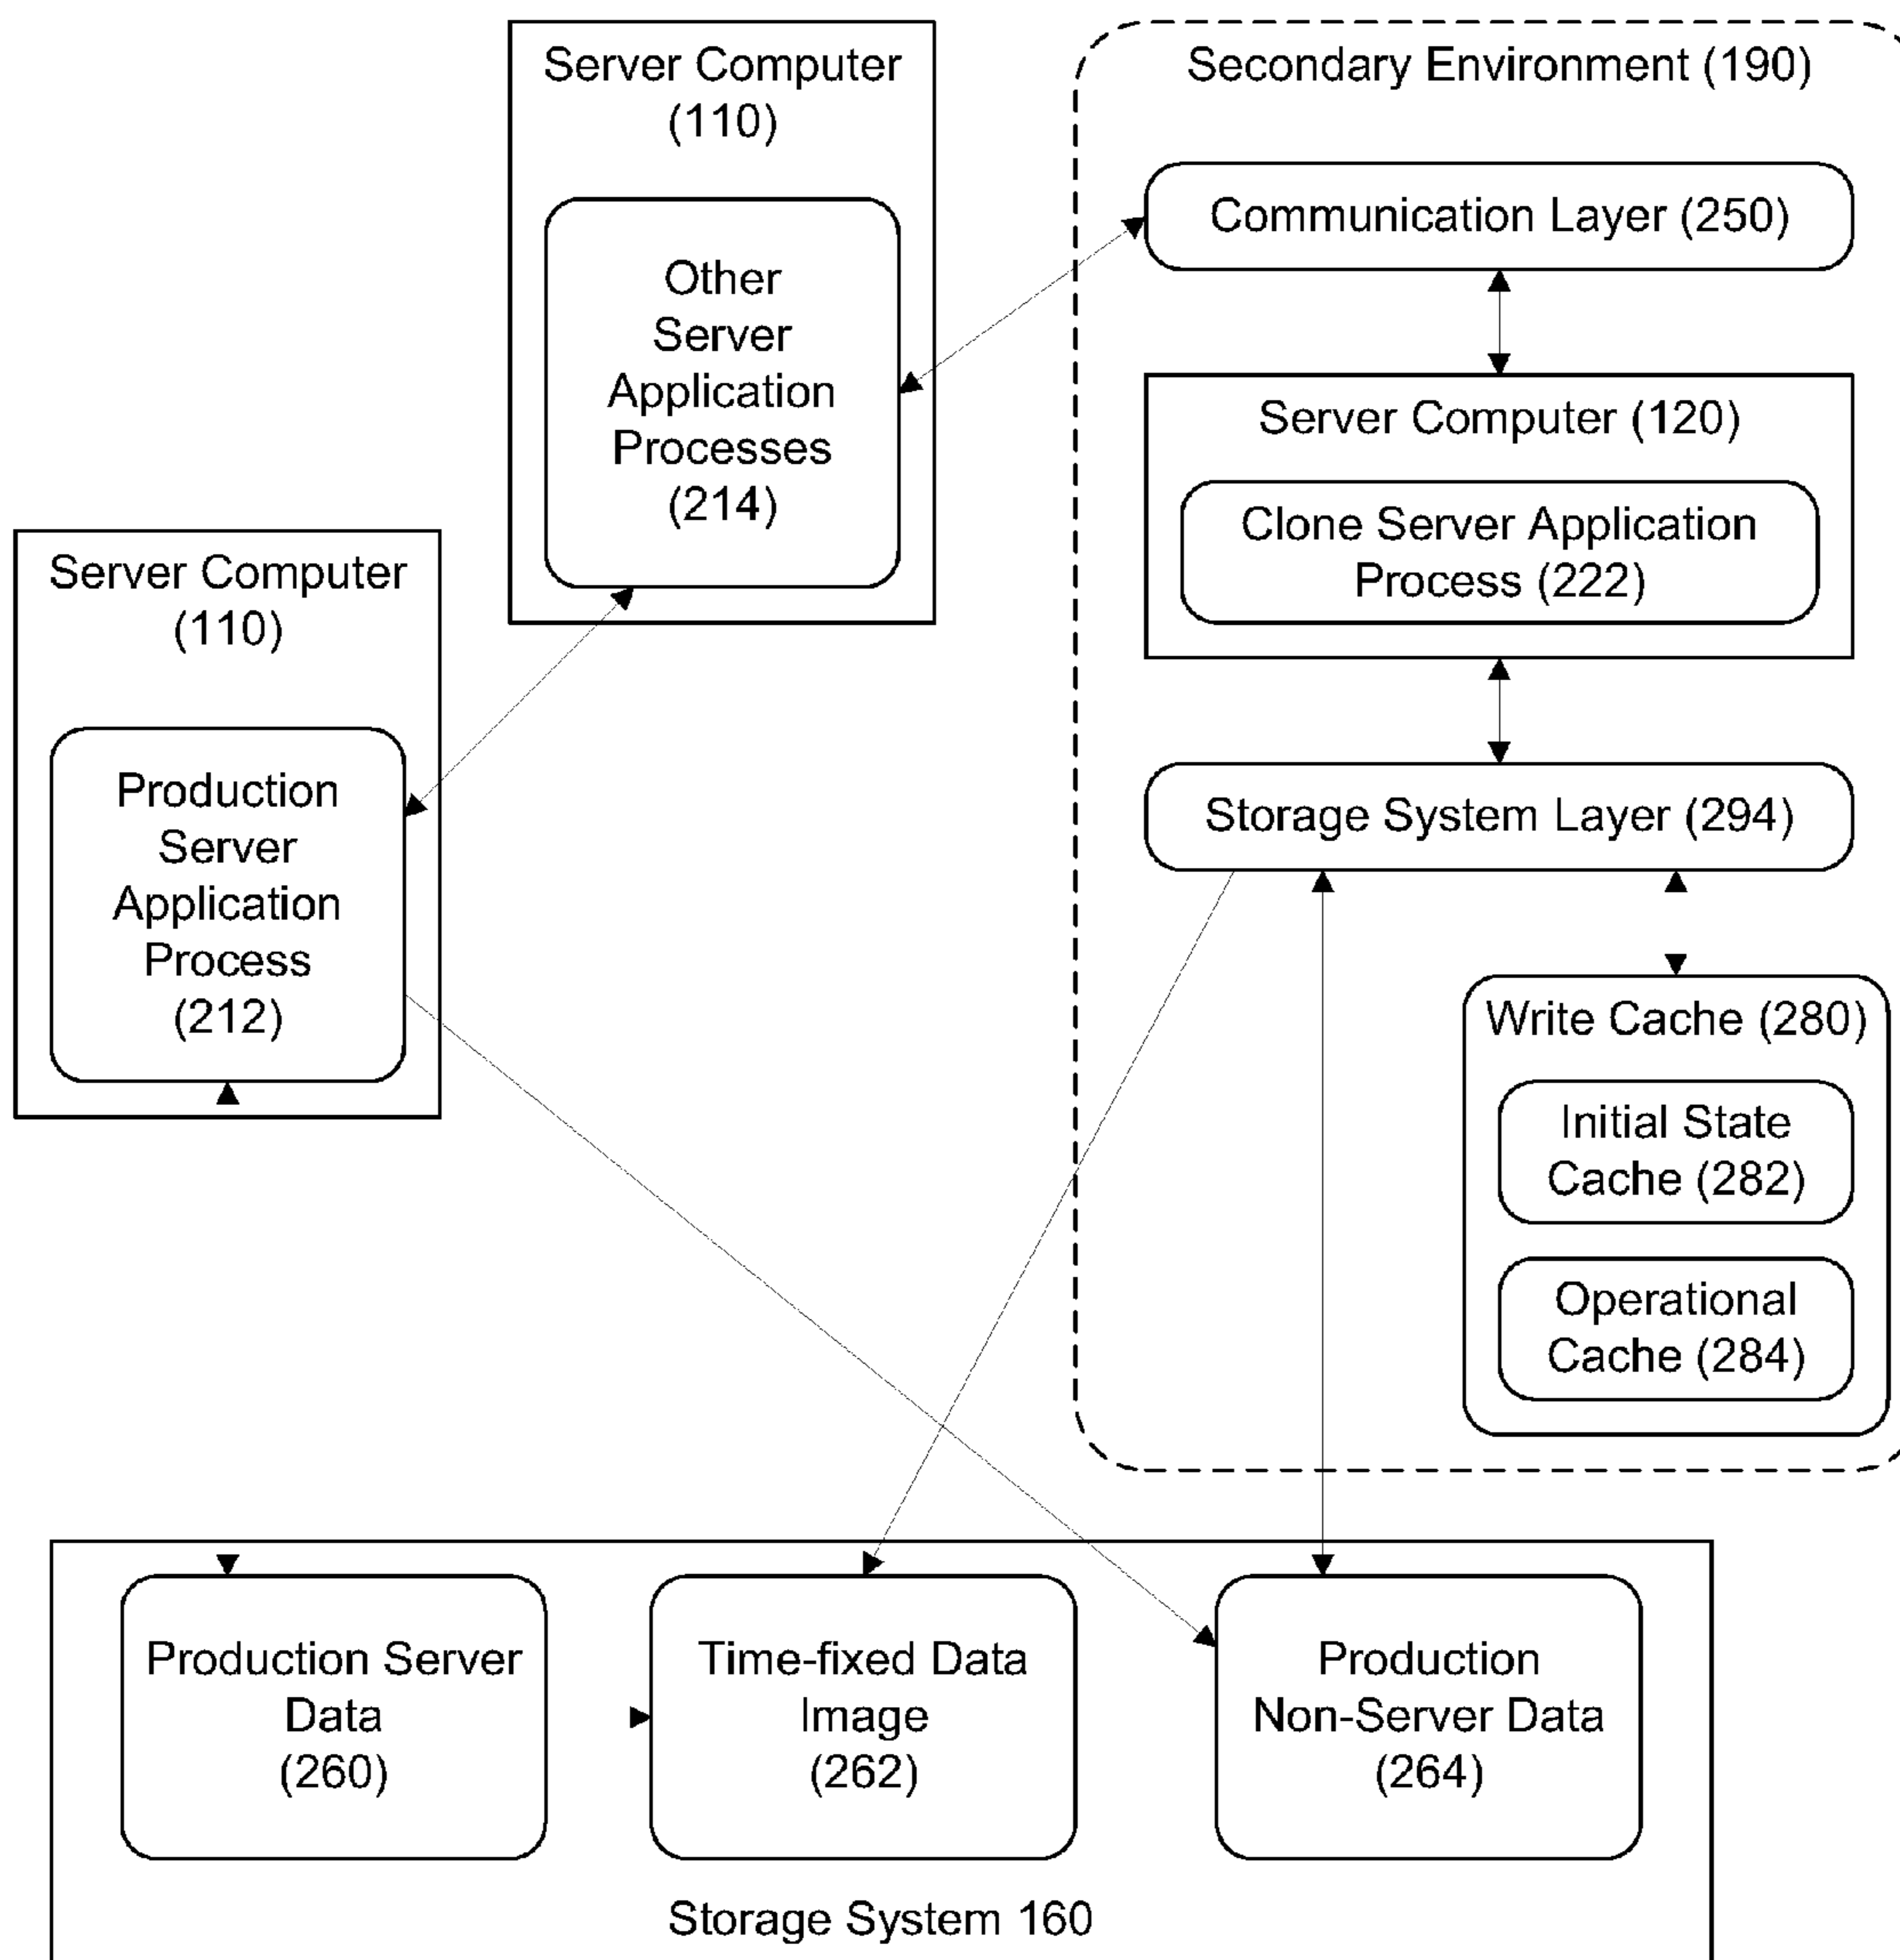 Server Computer
(110)
Other
Server
Application
Processes
(214)
Server Computer
(110)
Production
Server
Application
Process
(212)
Secondary Environment (190)
Communication Layer (250)
Server Computer (120)
Clone Server Application
Process (222)
Storage System Layer (294)
Write Cache (280)
Initial State
Cache (282)
Operational
Cache (284)
Production Server
Data
(260)
Time-fixed Data
Image
(262)
Production
Non-Server Data
(264)
Storage System 160